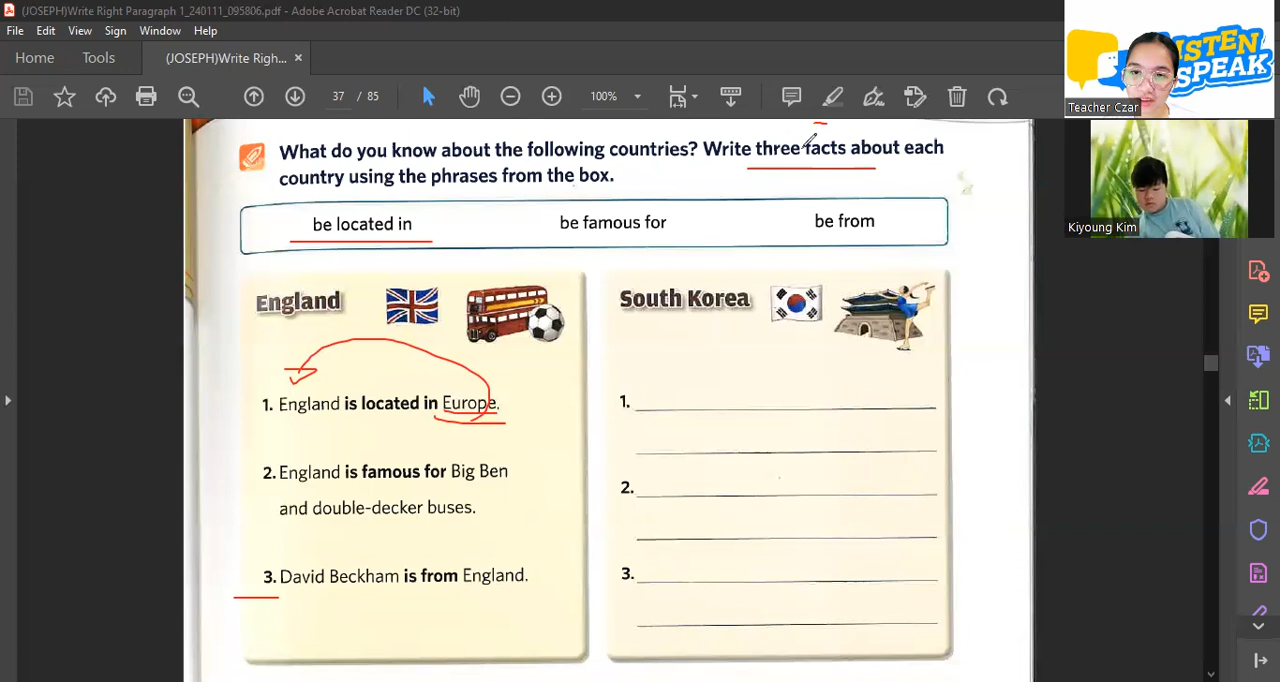 (JOSEPH)Write Right Paragraph 1_240111_095806.pdf - Adobe Acrobat Reader DC (32-bit)
File Edit View Sign Window Help
Home Tools (JOSEPH)Write Righ... ×
37 / 85 100%
LISTEN
SPEAK
Teacher Czar
Kiyoung Kim
What do you know about the following countries? Write three facts about each
country using the phrases from the box.
be located in be famous for be from
England
1. England is located in Europe.
2. England is famous for Big Ben
and double-decker buses.
3. David Beckham is from England.
South Korea
1.
2.
3.